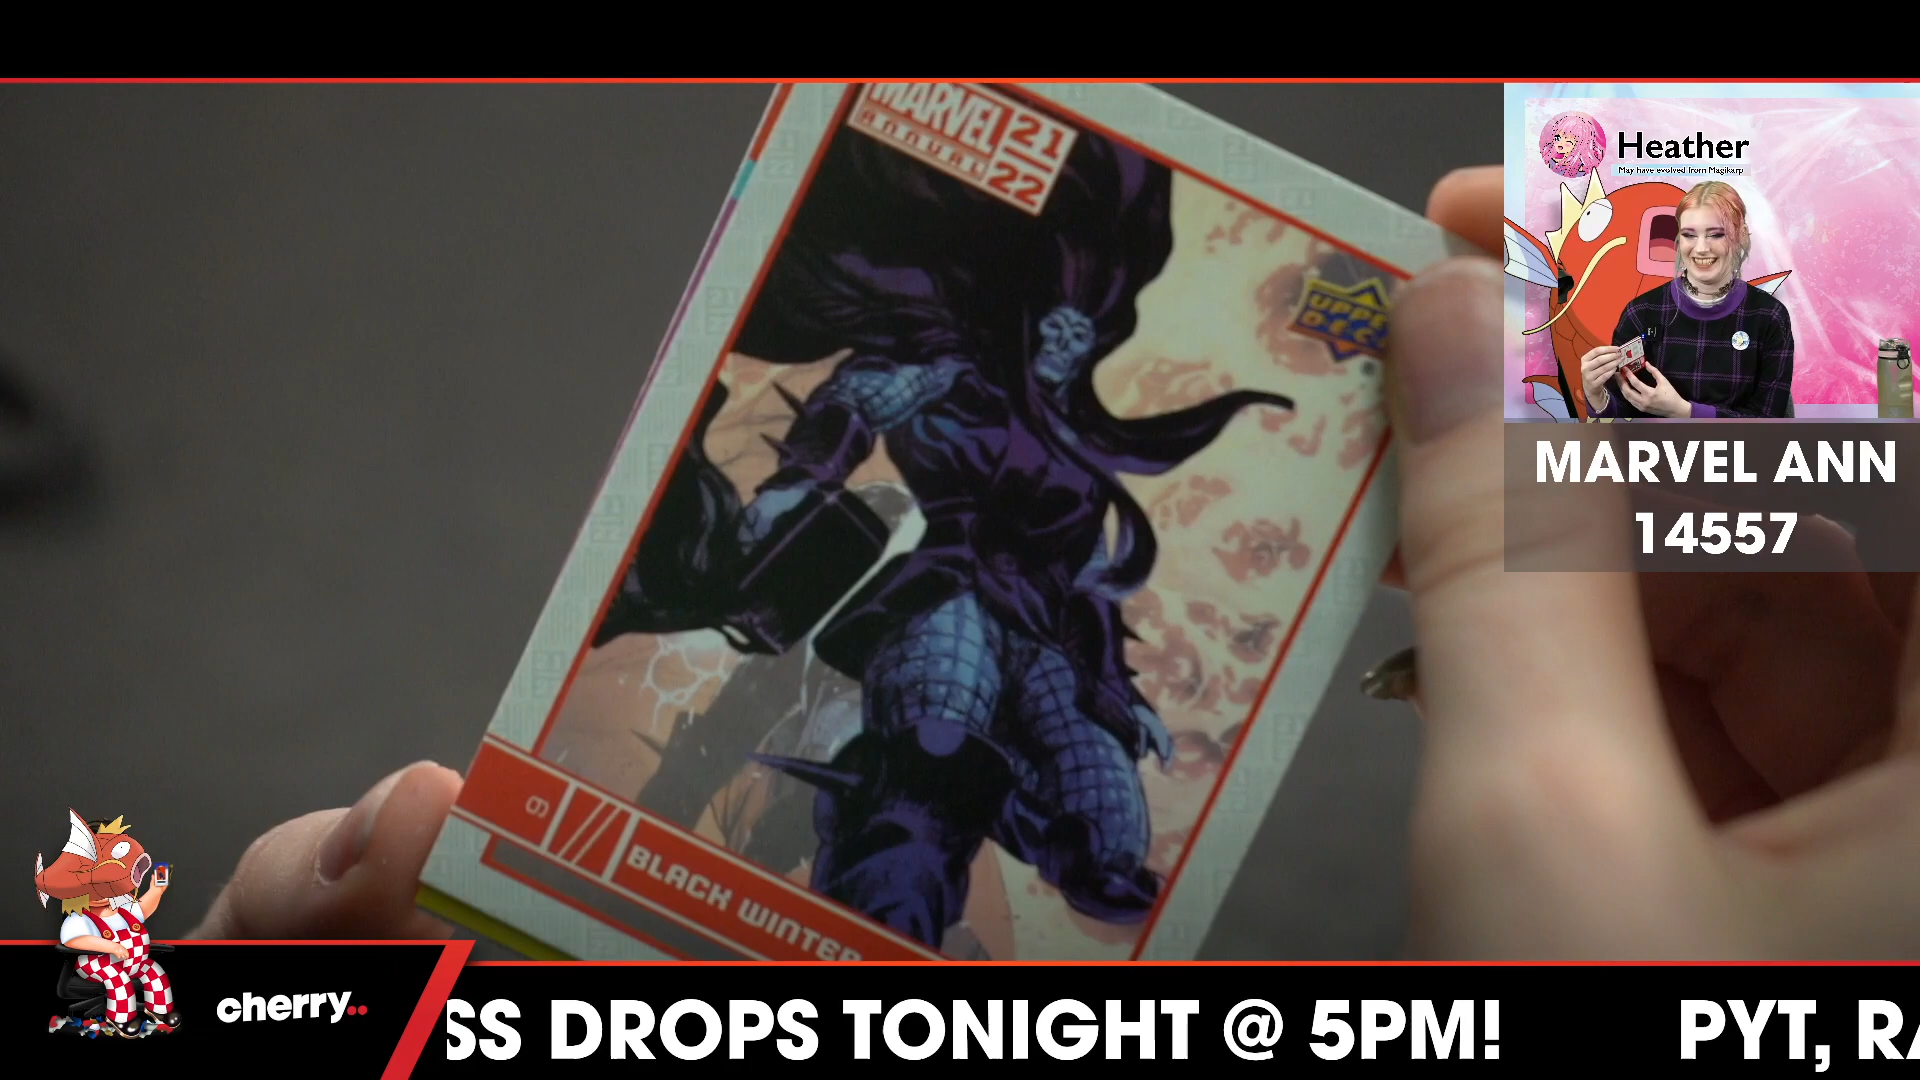 MARVEL
ANNUAL
21
22
UPPER
DECK
9
BLACK WINTER
Heather
May have evolved from Magikarp
MARVEL ANN
14557
cherry..
SS DROPS TONIGHT @ 5PM!
PYT, RA